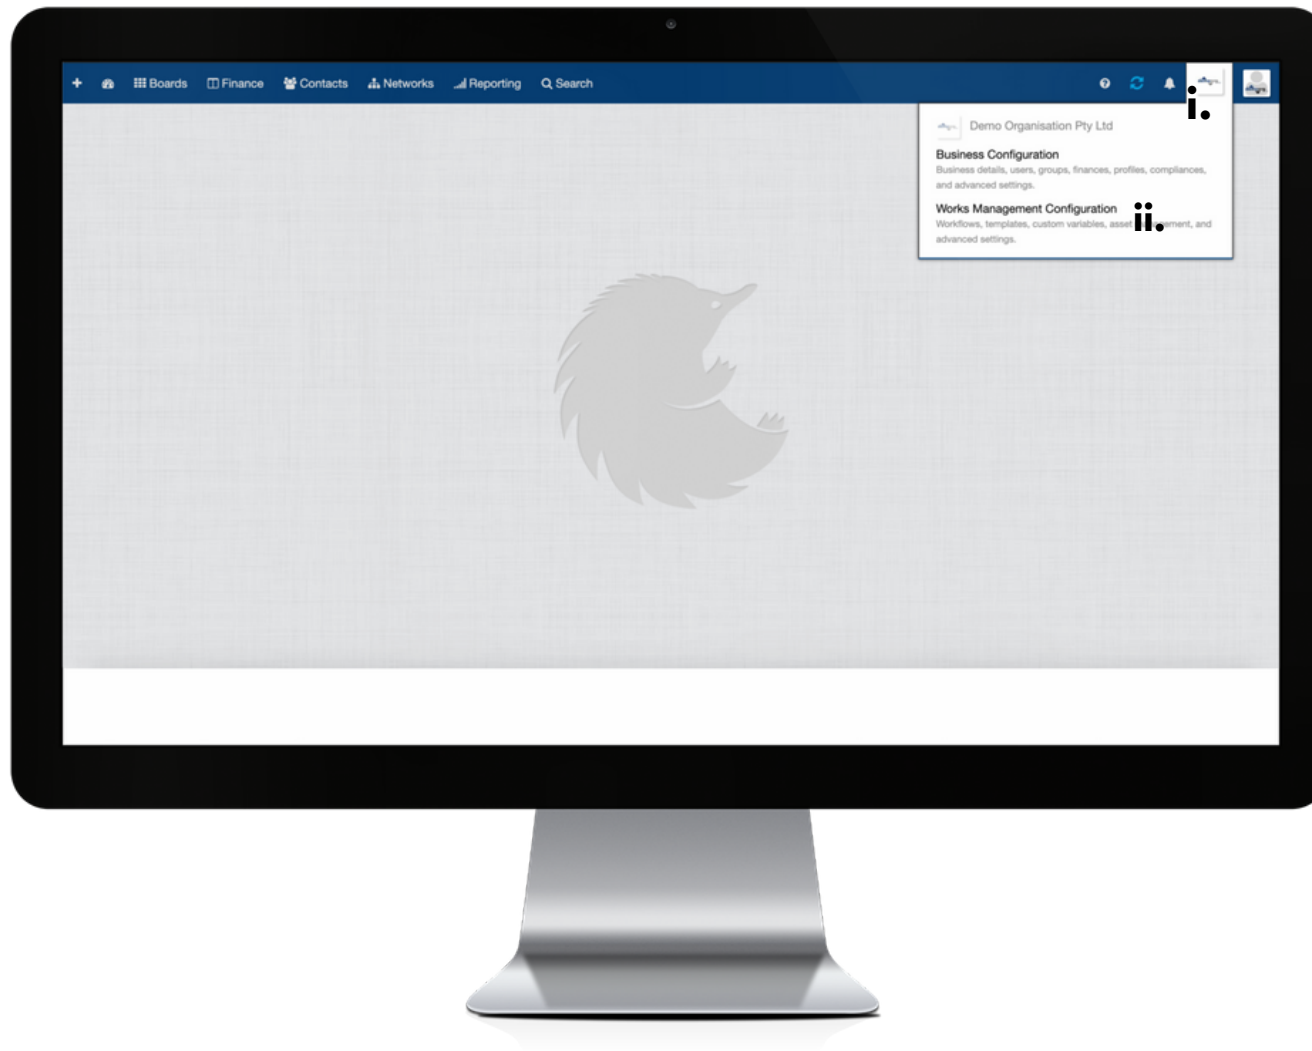 Boards Finance Contacts Networks Reporting Search
i.
Demo Organisation Pty Ltd
Business Configuration
Business details, users, groups, finances, profiles, compliances,
and advanced settings.
Works Management Configuration
ii.
Workflows, templates, custom variables, asset ement, and
advanced settings.